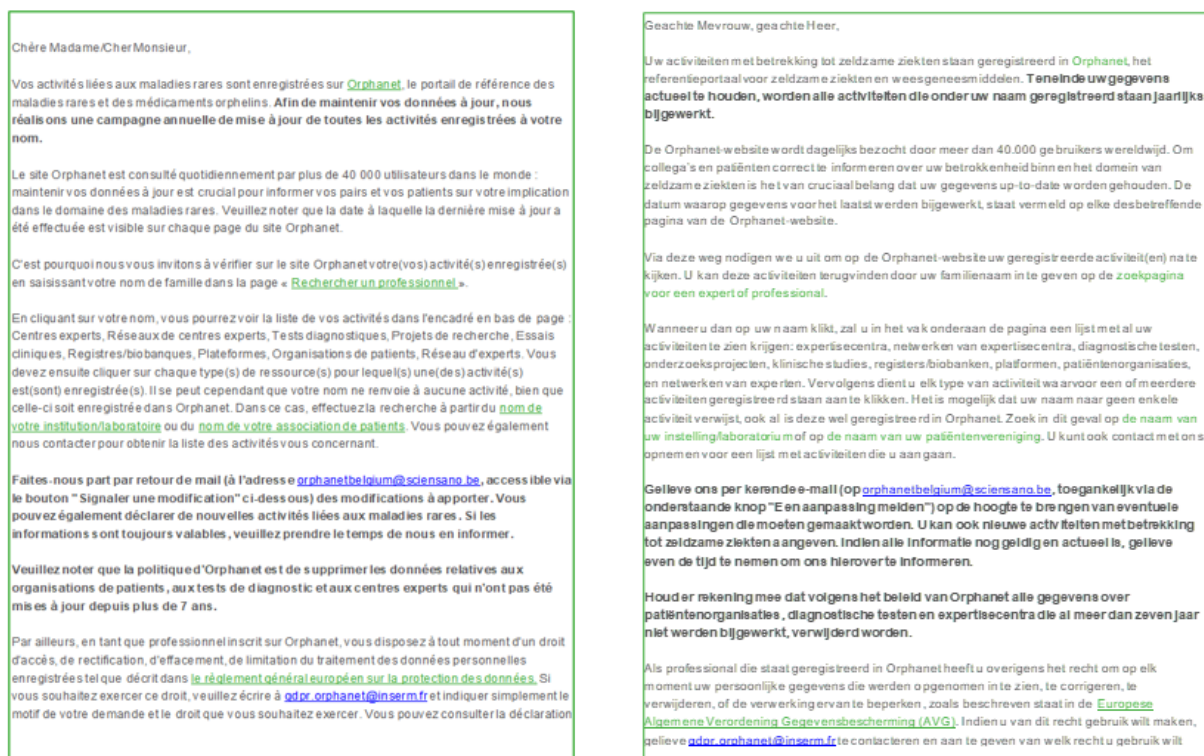 Chère Madame/Cher Monsieur,
Vos activités liées aux maladies rares sont enregistrées sur Orphanet, le portail de référence des
maladies rares et des médicaments orphelins. Afin de maintenir vos données à jour, nous
réalisons une campagne annuelle de mise à jour de toutes les activités enregistrées à votre
nom.
Le site Orphanet est consulté quotidiennement par plus de 40 000 utilisateurs dans le monde :
maintenir vos données à jour est crucial pour informer vos pairs et vos patients sur votre implication
dans le domaine des maladies rares. Veuillez noter que la date à laquelle la dernière mise à jour a
été effectuée est visible sur chaque page du site Orphanet.
C'est pourquoi nous vous invitons à vérifier sur le site Orphanet votre(vos) activité(s) enregistrée(s)
en saisissant votre nom de famille dans la page « Rechercher un professionnel ».
En cliquant sur votre nom, vous pourrez voir la liste de vos activités dans l'encadré en bas de page :
Centres experts, Réseaux de centres experts, Tests diagnostiques, Projets de recherche, Essais
cliniques, Registres/biobanques, Plateformes, Organisations de patients, Réseau d'experts. Vous
devez ensuite cliquer sur chaque type(s) de ressource(s) pour lequel(s) une(des) activité(s)
est(sont) enregistrée(s). Il se peut cependant que votre nom ne renvoie à aucune activité, bien que
celle-ci soit enregistrée dans Orphanet. Dans ce cas, effectuez la recherche à partir du nom de
votre institution/laboratoire ou du nom de votre association de patients. Vous pouvez également
nous contacter pour obtenir la liste des activités vous concernant.
Faites-nous part par retour de mail (à l'adresse orphanetbelgium@sciensano.be, accessible via
le bouton "Signaler une modification" ci-dessous) des modifications à apporter. Vous
pouvez également déclarer de nouvelles activités liées aux maladies rares. Si les
informations sont toujours valables, veuillez prendre le temps de nous en informer.
Veuillez noter que la politique d'Orphanet est de supprimer les données relatives aux
organisations de patients, aux tests de diagnostic et aux centres experts qui n'ont pas été
mises à jour depuis plus de 7 ans.
Par ailleurs, en tant que professionnel inscrit sur Orphanet, vous disposez à tout moment d'un droit
d'accès, de rectification, d'effacement, de limitation du traitement des données personnelles
enregistrées tel que décrit dans le règlement général européen sur la protection des données. Si
vous souhaitez exercer ce droit, veuillez écrire à gdpr.orphanet@inserm.fr et indiquer simplement le
motif de votre demande et le droit que vous souhaitez exercer. Vous pouvez consulter la déclaration
Geachte Mevrouw, geachte Heer,
Uw activiteiten met betrekking tot zeldzame ziekten staan geregistreerd in Orphanet, het
referentieportaal voor zeldzame ziekten en weesgeneesmiddelen. Teneinde uw gegevens
actueel te houden, worden alle activiteiten die onder uw naam geregistreerd staan jaarlijks
bijgewerkt.
De Orphanet-website wordt dagelijks bezocht door meer dan 40.000 gebruikers wereldwijd. Om
collega's en patiënten correct te informeren over uw betrokkenheid binnen het domein van
zeldzame ziekten is het van cruciaal belang dat uw gegevens up-to-date worden gehouden. De
datum waarop gegevens voor het laatst werden bijgewerkt, staat vermeld op elke desbetreffende
pagina van de Orphanet-website.
Via deze weg nodigen we u uit om op de Orphanet-website uw geregistreerde activiteit(en) na te
kijken. U kan deze activiteiten terugvinden door uw familienaam in te geven op de zoekpagina
voor een expert of professional.
Wanneer u dan op uw naam klikt, zal u in het vak onderaan de pagina een lijst met al uw
activiteiten te zien krijgen: expertisecentra, netwerken van expertisecentra, diagnostische testen,
onderzoeksprojecten, klinische studies, registers/biobanken, platformen, patiëntenorganisaties,
en netwerken van experten. Vervolgens dient u elk type van activiteit waarvoor een of meerdere
activiteiten geregistreerd staan aan te klikken. Het is mogelijk dat uw naam naar geen enkele
activiteit verwijst, ook al is deze wel geregistreerd in Orphanet. Zoek in dit geval op de naam van
uw instelling/laboratorium of op de naam van uw patiëntenvereniging. U kunt ook contact met ons
opnemen voor een lijst met activiteiten die u aangaan.
Gelieve ons per kerende e-mail (op orphanetbelgium@sciensano.be, toegankelijk via de
onderstaande knop "Een aanpassing melden") op de hoogte te brengen van eventuele
aanpassingen die moeten gemaakt worden. U kan ook nieuwe activiteiten met betrekking
tot zeldzame ziekten aangeven. Indien alle informatie nog geldig en actueel is, gelieve
even de tijd te nemen om ons hierover te informeren.
Houd er rekening mee dat volgens het beleid van Orphanet alle gegevens over
patiëntenorganisaties, diagnostische testen en expertisecentra die al meer dan zeven jaar
niet werden bijgewerkt, verwijderd worden.
Als professional die staat geregistreerd in Orphanet heeft u overigens het recht om op elk
moment uw persoonlijke gegevens die werden opgenomen in te zien, te corrigeren, te
verwijderen, of de verwerking ervan te beperken, zoals beschreven staat in de Europese
Algemene Verordening Gegevensbescherming (AVG). Indien u van dit recht gebruik wilt maken,
gelieve gdpr.orphanet@inserm.fr te contacteren en aan te geven van welk recht u gebruik wilt